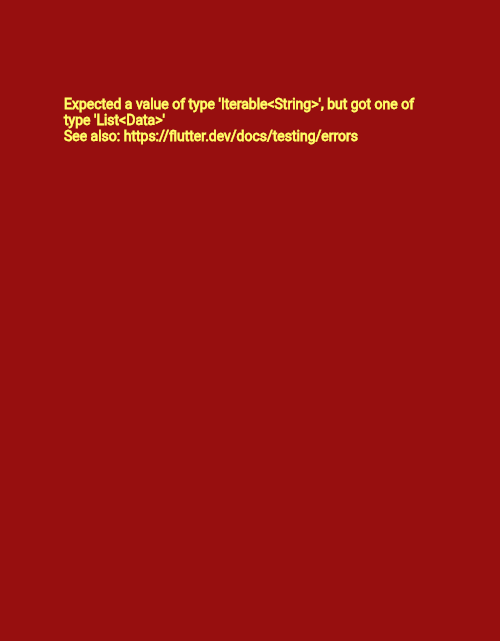 Expected a value of type 'Iterable<String>', but got one of
type 'List<Data>'
See also: https://flutter.dev/docs/testing/errors